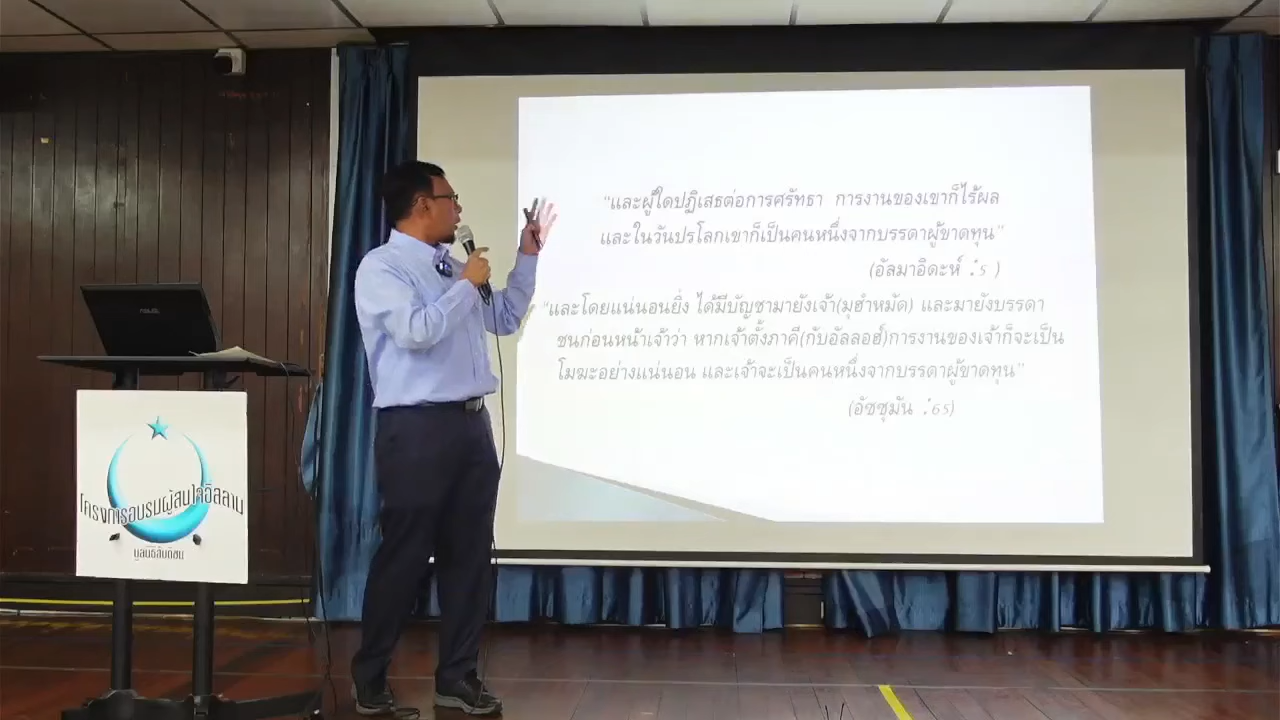 "และผู้ใดปฏิเสธต่อการศรัทธา การงานของเขาก็ไร้ผล
และในวันปรโลกเขาก็เป็นคนหนึ่งจากบรรดาผู้ขาดทุน"
(อัลมาอิดะห์ : 5 )
"และโดยแน่นอนยิ่ง ได้มีบัญชามายังเจ้า(มุฮำหมัด) และมายังบรรดา
ชนก่อนหน้าเจ้าว่า หากเจ้าตั้งภาคี(กับอัลลอฮ์)การงานของเจ้าก็จะเป็น
โมฆะอย่างแน่นอน และเจ้าจะเป็นคนหนึ่งจากบรรดาผู้ขาดทุน"
(อัซซุมัน : 65)
ASUS
โครงการอบรมผู้สนใจอิสลาม
มูลนิธิสันติชน